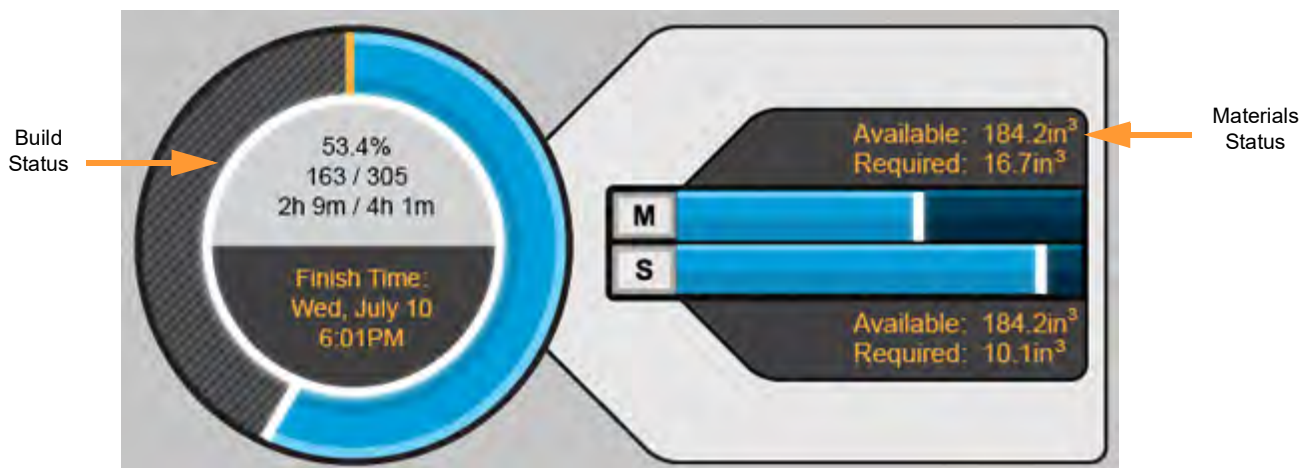 Build
Status
53.4%
163 / 305
2h 9m / 4h 1m
Finish Time:
Wed, July 10
6:01PM
Available: 184.2in³
Required: 16.7in³
M
S
Available: 184.2in³
Required: 10.1in³
Materials
Status